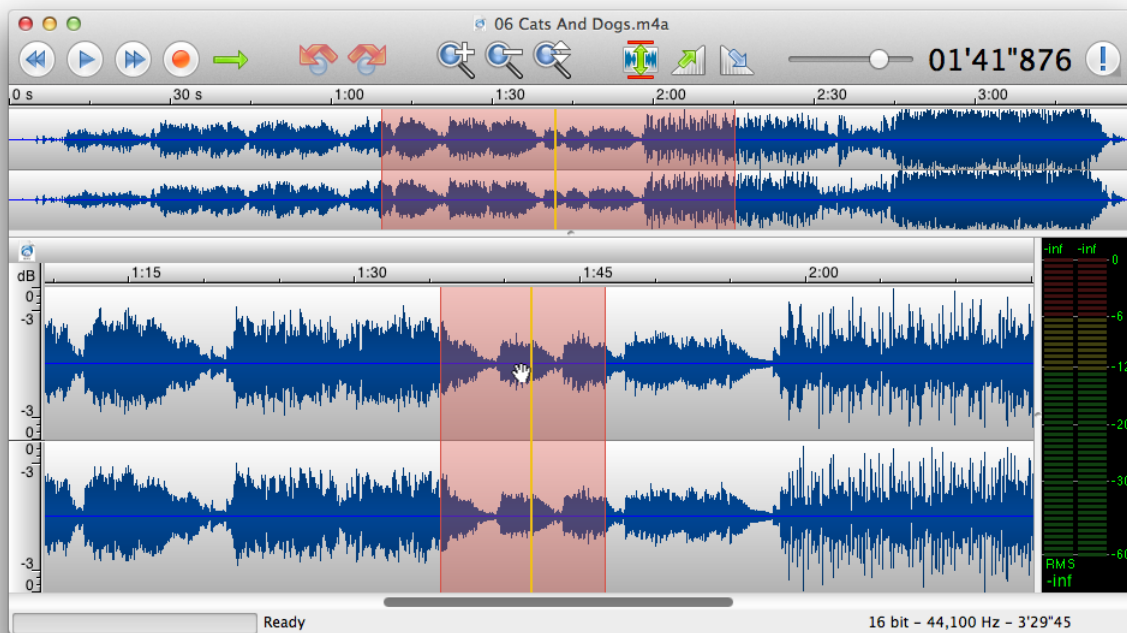 06 Cats And Dogs.m4a
01'41"876
0 s 30 s 1:00 1:30 2:00 2:30 3:00
-inf -inf
dB 1:15 1:30 1:45 2:00
0
0
-3
-6
-12
-3
0
0
-20
-3
-30
-3
-60
0
RMS
-inf
Ready 16 bit – 44,100 Hz – 3'29"45